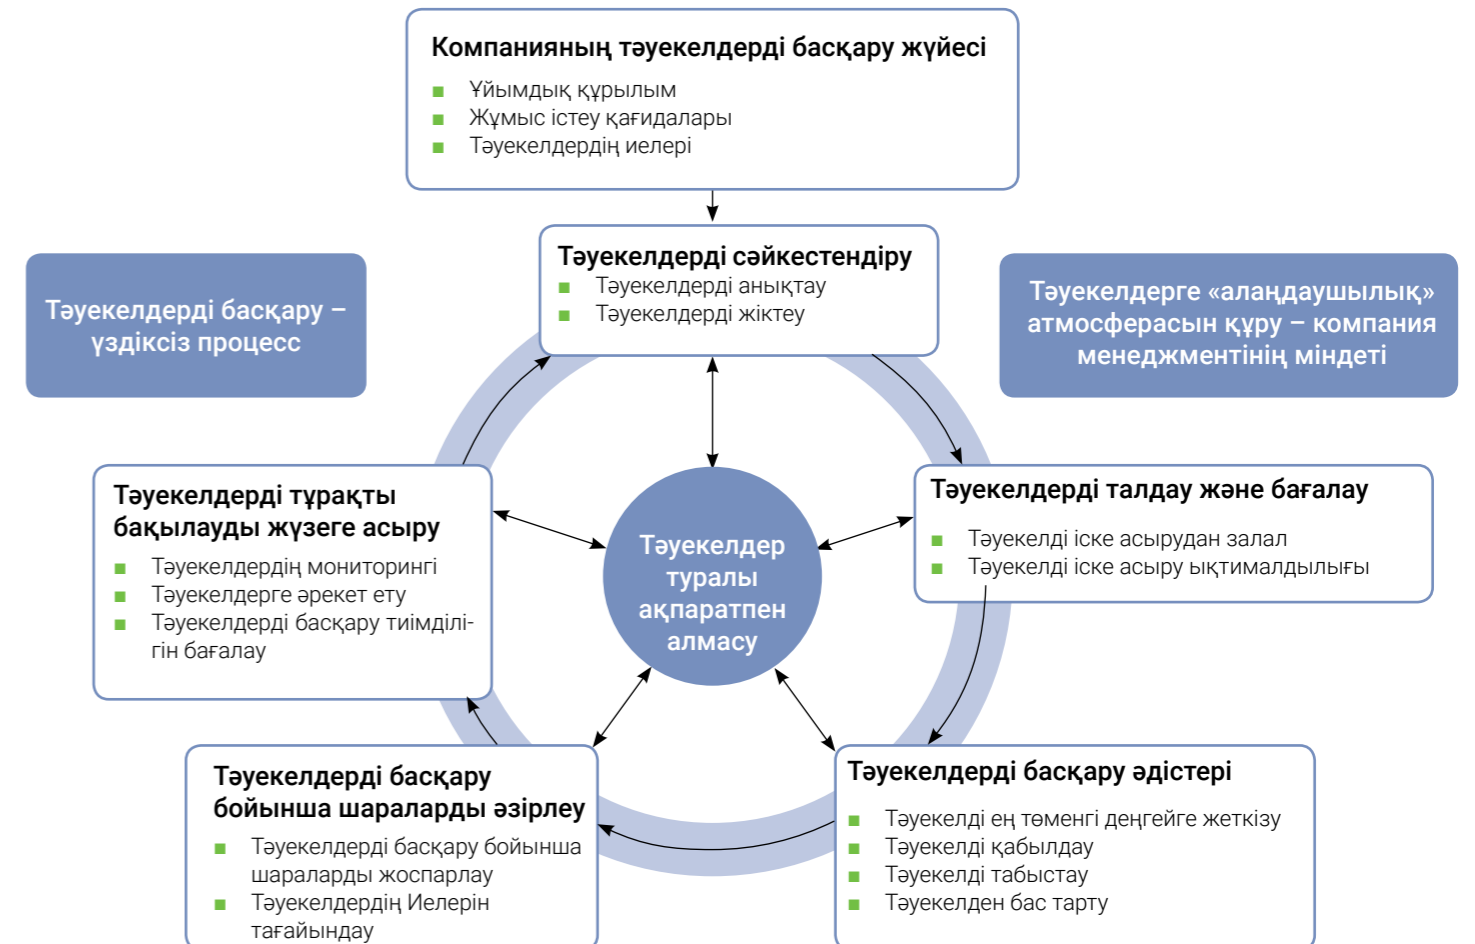 Компанияның тәуекелдерді басқару жүйесі
Ұйымдық құрылым
Жұмыс істеу қағидалары
Тәуекелдердің иелері
Тәуекелдерді басқару –
үздіксіз процесс
Тәуекелдерді сәйкестендіру
Тәуекелдерді анықтау
Тәуекелдерді жіктеу
Тәуекелдерге «алаңдаушылық»
атмосферасын құру – компания
менеджментінің міндеті
Тәуекелдерді тұрақты
бақылауды жүзеге асыру
Тәуекелдердің мониторингі
Тәуекелдерге әрекет ету
Тәуекелдерді басқару тиімділі-
гін бағалау
Тәуекелдер
туралы
ақпаратпен
алмасу
Тәуекелдерді талдау және бағалау
Тәуекелді іске асырудан залал
Тәуекелді іске асыру ықтималдылығы
Тәуекелдерді басқару
бойынша шараларды әзірлеу
Тәуекелдерді басқару бойынша
шараларды жоспарлау
Тәуекелдердің Иелерін
тағайындау
Тәуекелдерді басқару әдістері
Тәуекелді ең төменгі деңгейге жеткізу
Тәуекелді қабылдау
Тәуекелді табыстау
Тәуекелден бас тарту